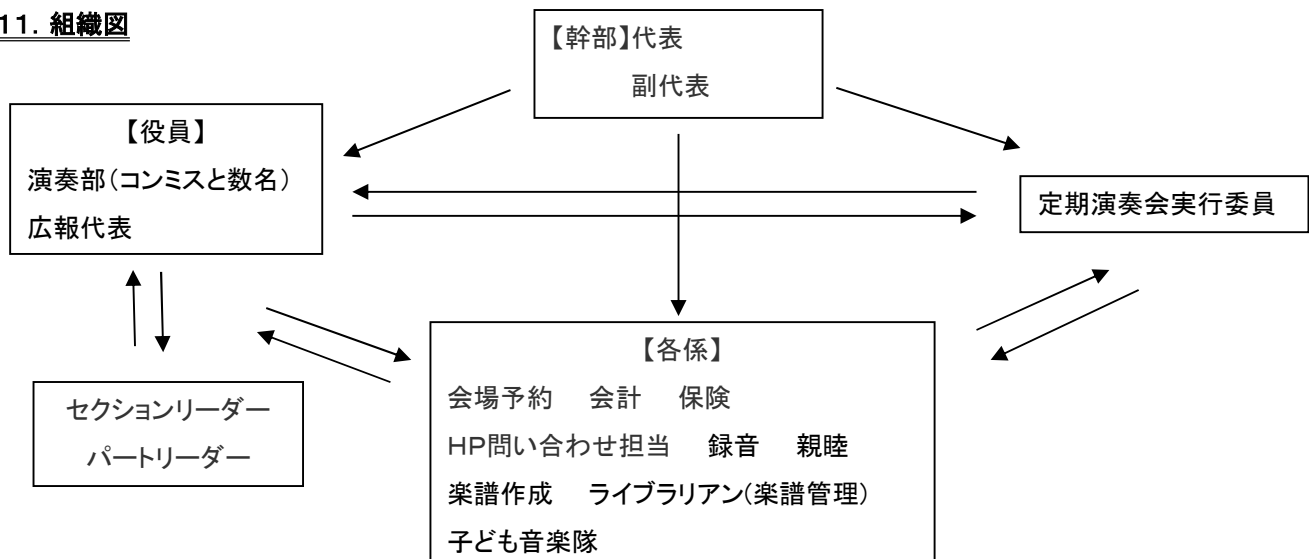 11. 組織図
【幹部】代表
副代表
【役員】
演奏部(コンミスと数名)
広報代表
定期演奏会実行委員
【各係】
会場予約 会計 保険
HP問い合わせ担当 録音 親睦
楽譜作成 ライブラリアン(楽譜管理)
子ども音楽隊
セクションリーダー
パートリーダー